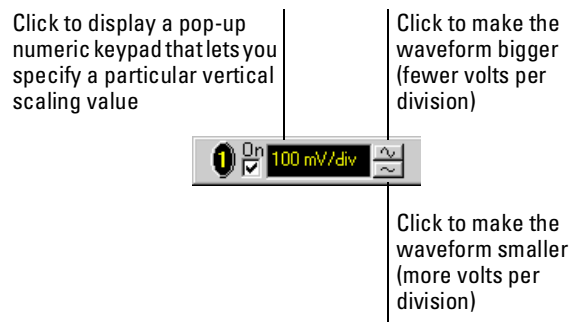 Click to display a pop-up
numeric keypad that lets you
specify a particular vertical
scaling value
Click to make the
waveform bigger
(fewer volts per
division)
1 On 100 mV/div
Click to make the
waveform smaller
(more volts per
division)